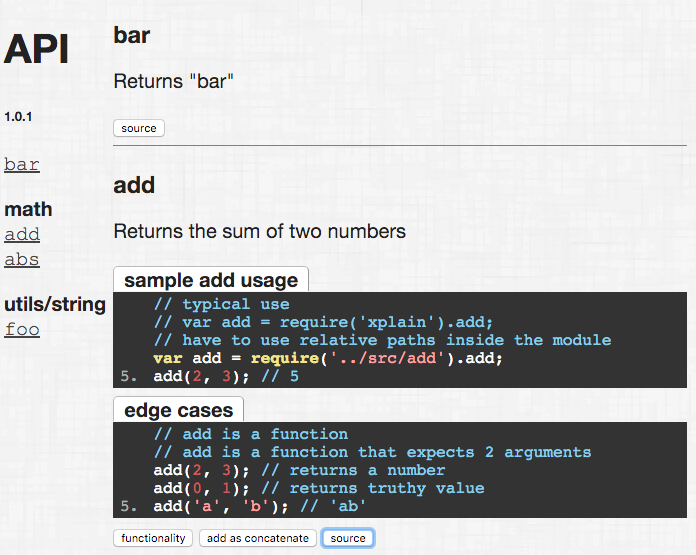 API
1.0.1
bar
math
add
abs
utils/string
foo
bar
Returns "bar"
source
add
Returns the sum of two numbers
sample add usage
// typical use
// var add = require('xplain').add;
// have to use relative paths inside the module
var add = require('../src/add').add;
5. add(2, 3); // 5
edge cases
// add is a function
// add is a function that expects 2 arguments
add(2, 3); // returns a number
add(0, 1); // returns truthy value
5. add('a', 'b'); // 'ab'
functionality add as concatenate source